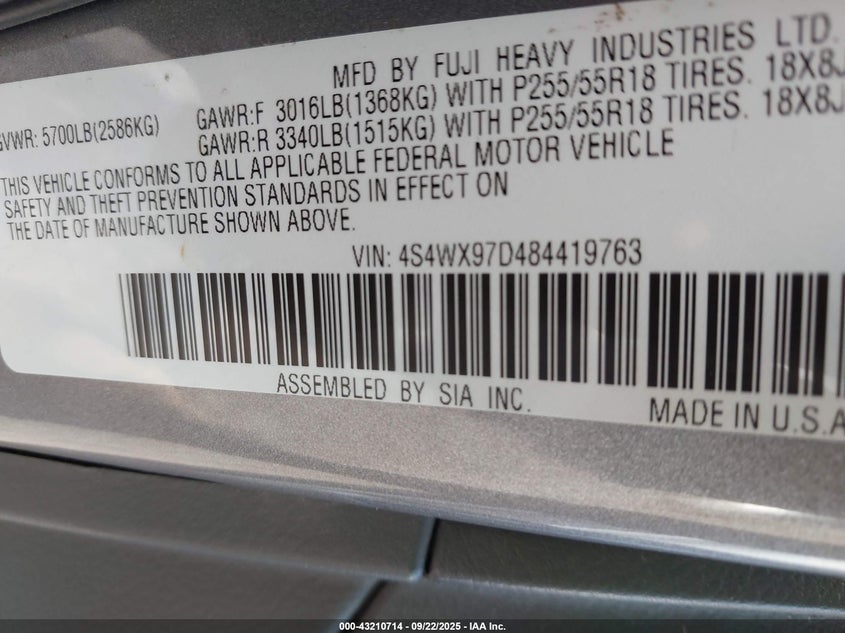 MFD BY FUJI HEAVY INDUSTRIES LTD.
GVWR: 5700LB(2586KG) GAWR:F 3016LB(1368KG) WITH P255/55R18 TIRES. 18X8J
GAWR:R 3340LB(1515KG) WITH P255/55R18 TIRES. 18X8J
THIS VEHICLE CONFORMS TO ALL APPLICABLE FEDERAL MOTOR VEHICLE
SAFETY AND THEFT PREVENTION STANDARDS IN EFFECT ON
THE DATE OF MANUFACTURE SHOWN ABOVE.
VIN: 4S4WX97D484419763
ASSEMBLED BY SIA INC.
MADE IN U.S.A
000-43210714 - 09/22/2025 - IAA Inc.